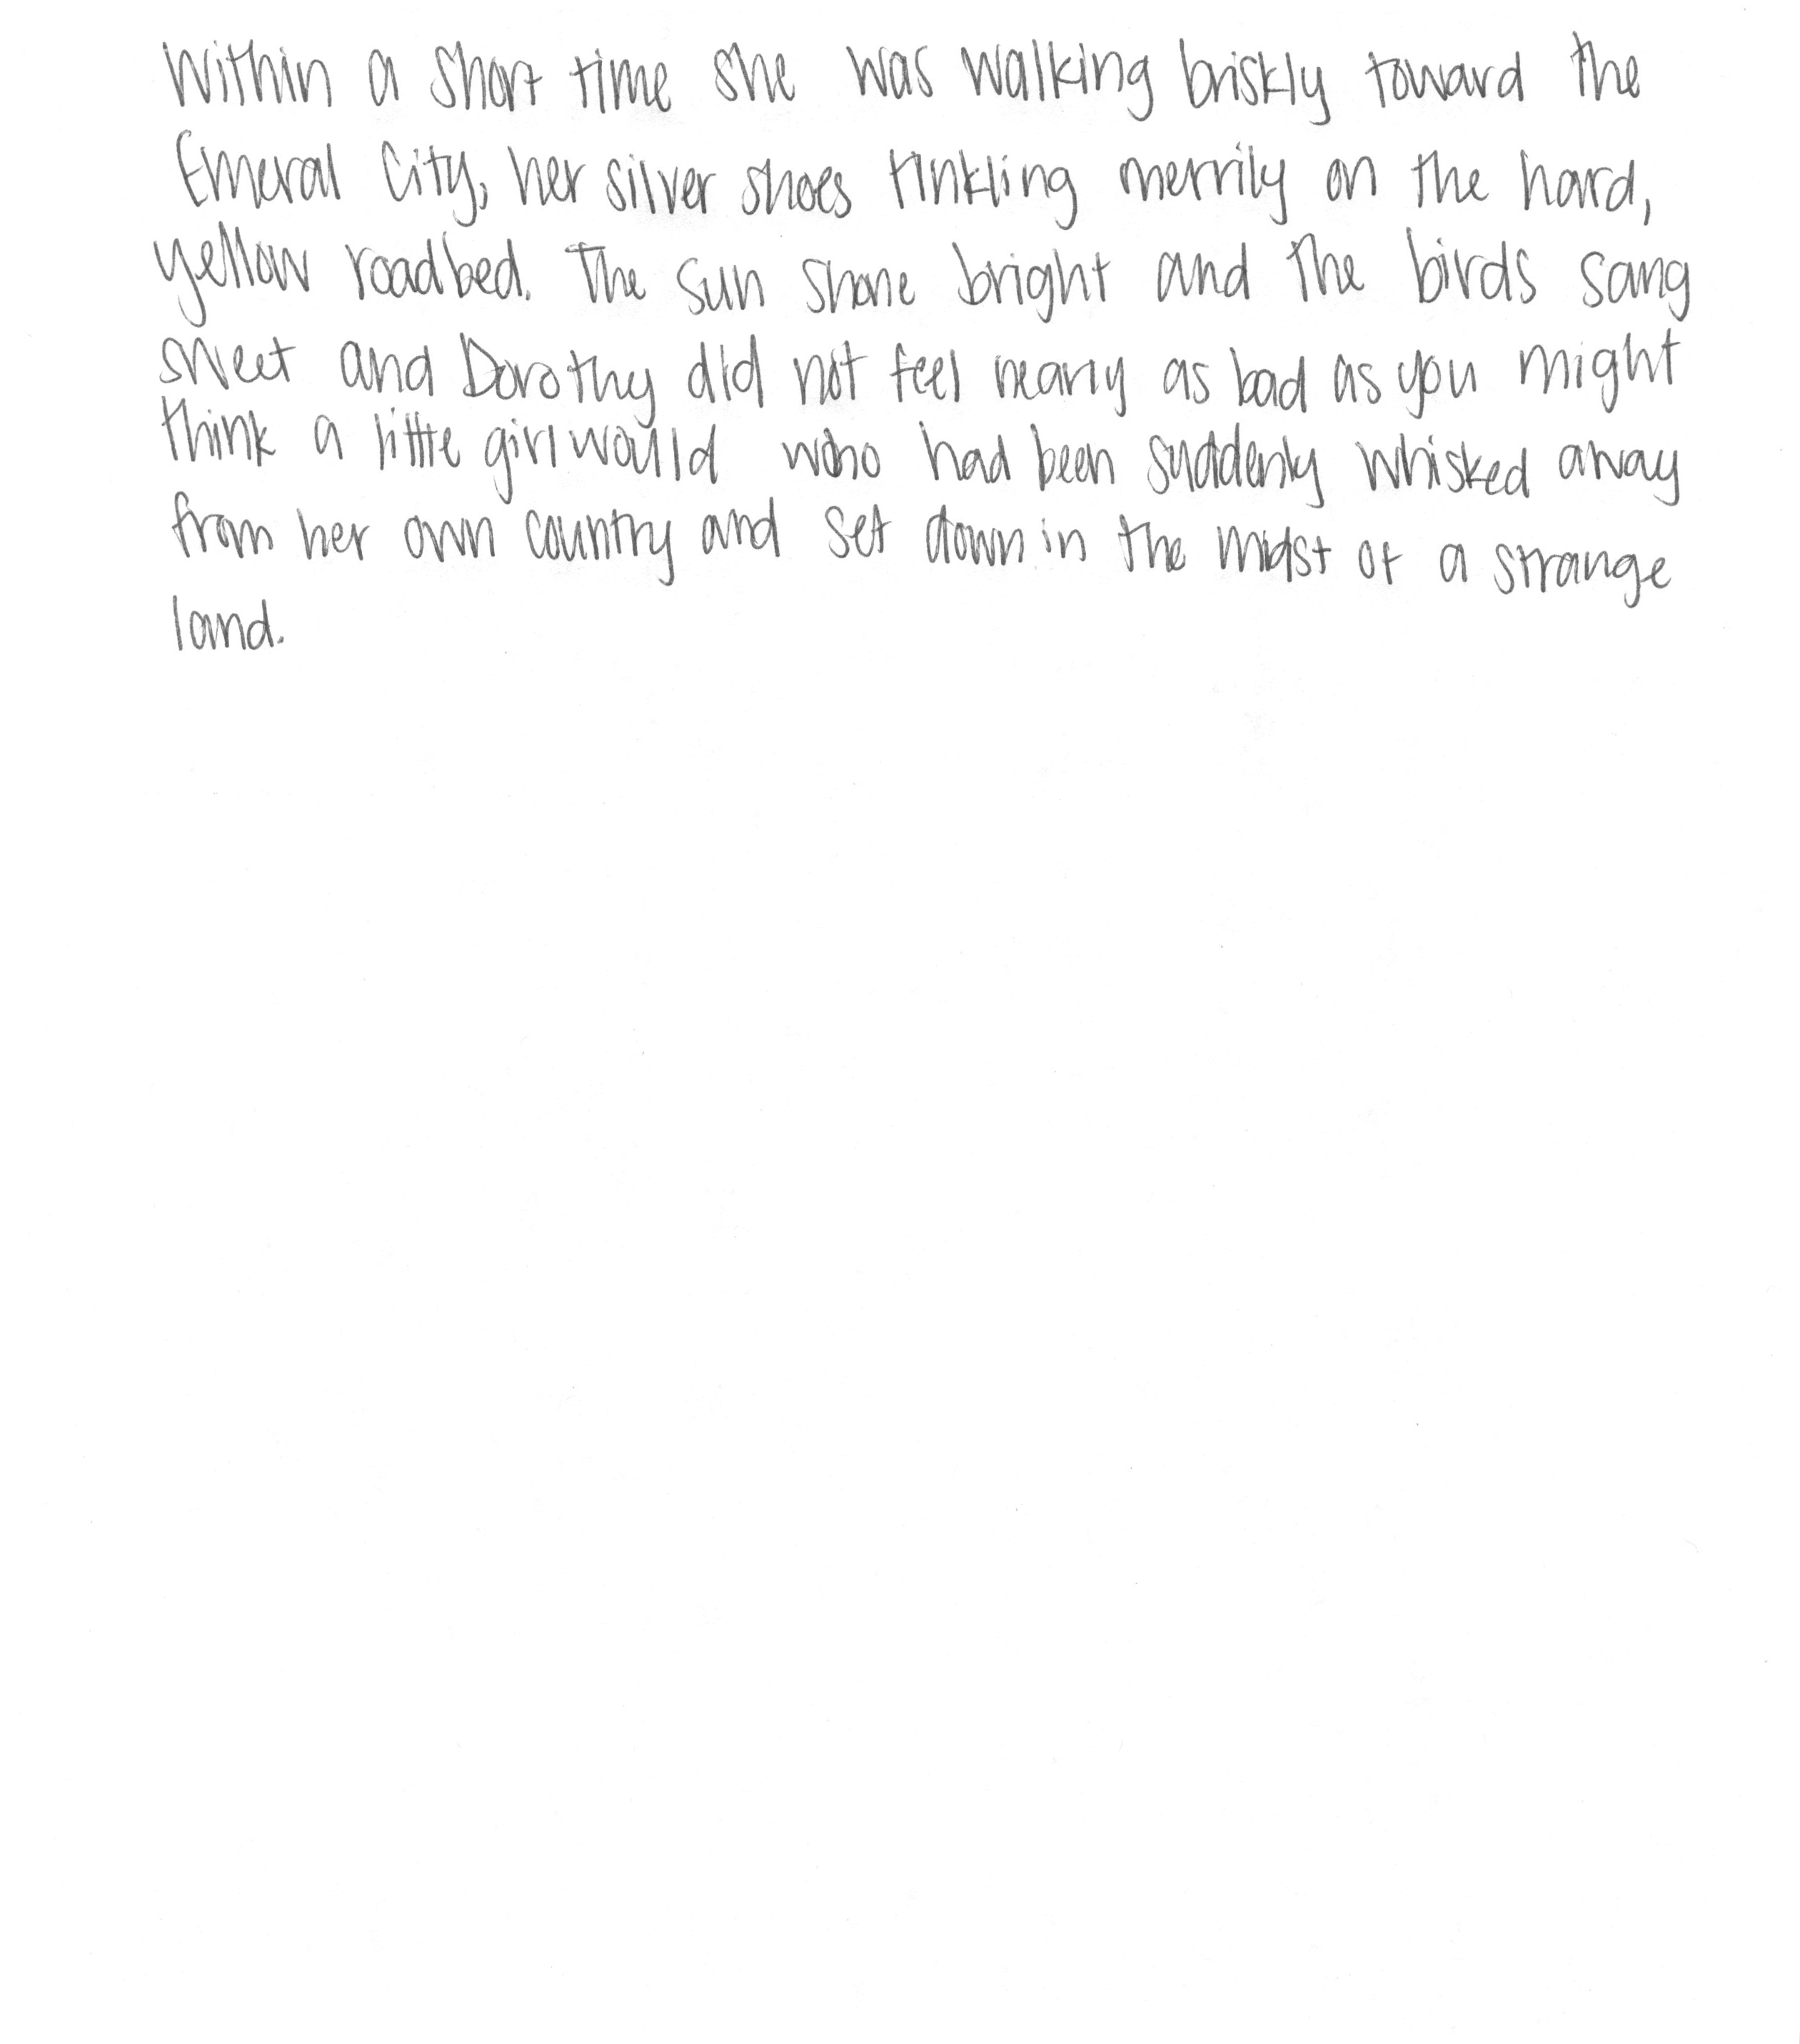 Within a short time she was walking briskly toward the
Emeral City, her silver shoes tinkling merrily on the hard,
yellow roadbed. The sun shone bright and the birds sang
sweet and Dorothy did not feel nearly as bad as you might
think a little girl would who had been suddenly whisked away
from her own country and set down in the midst of a strange
land.